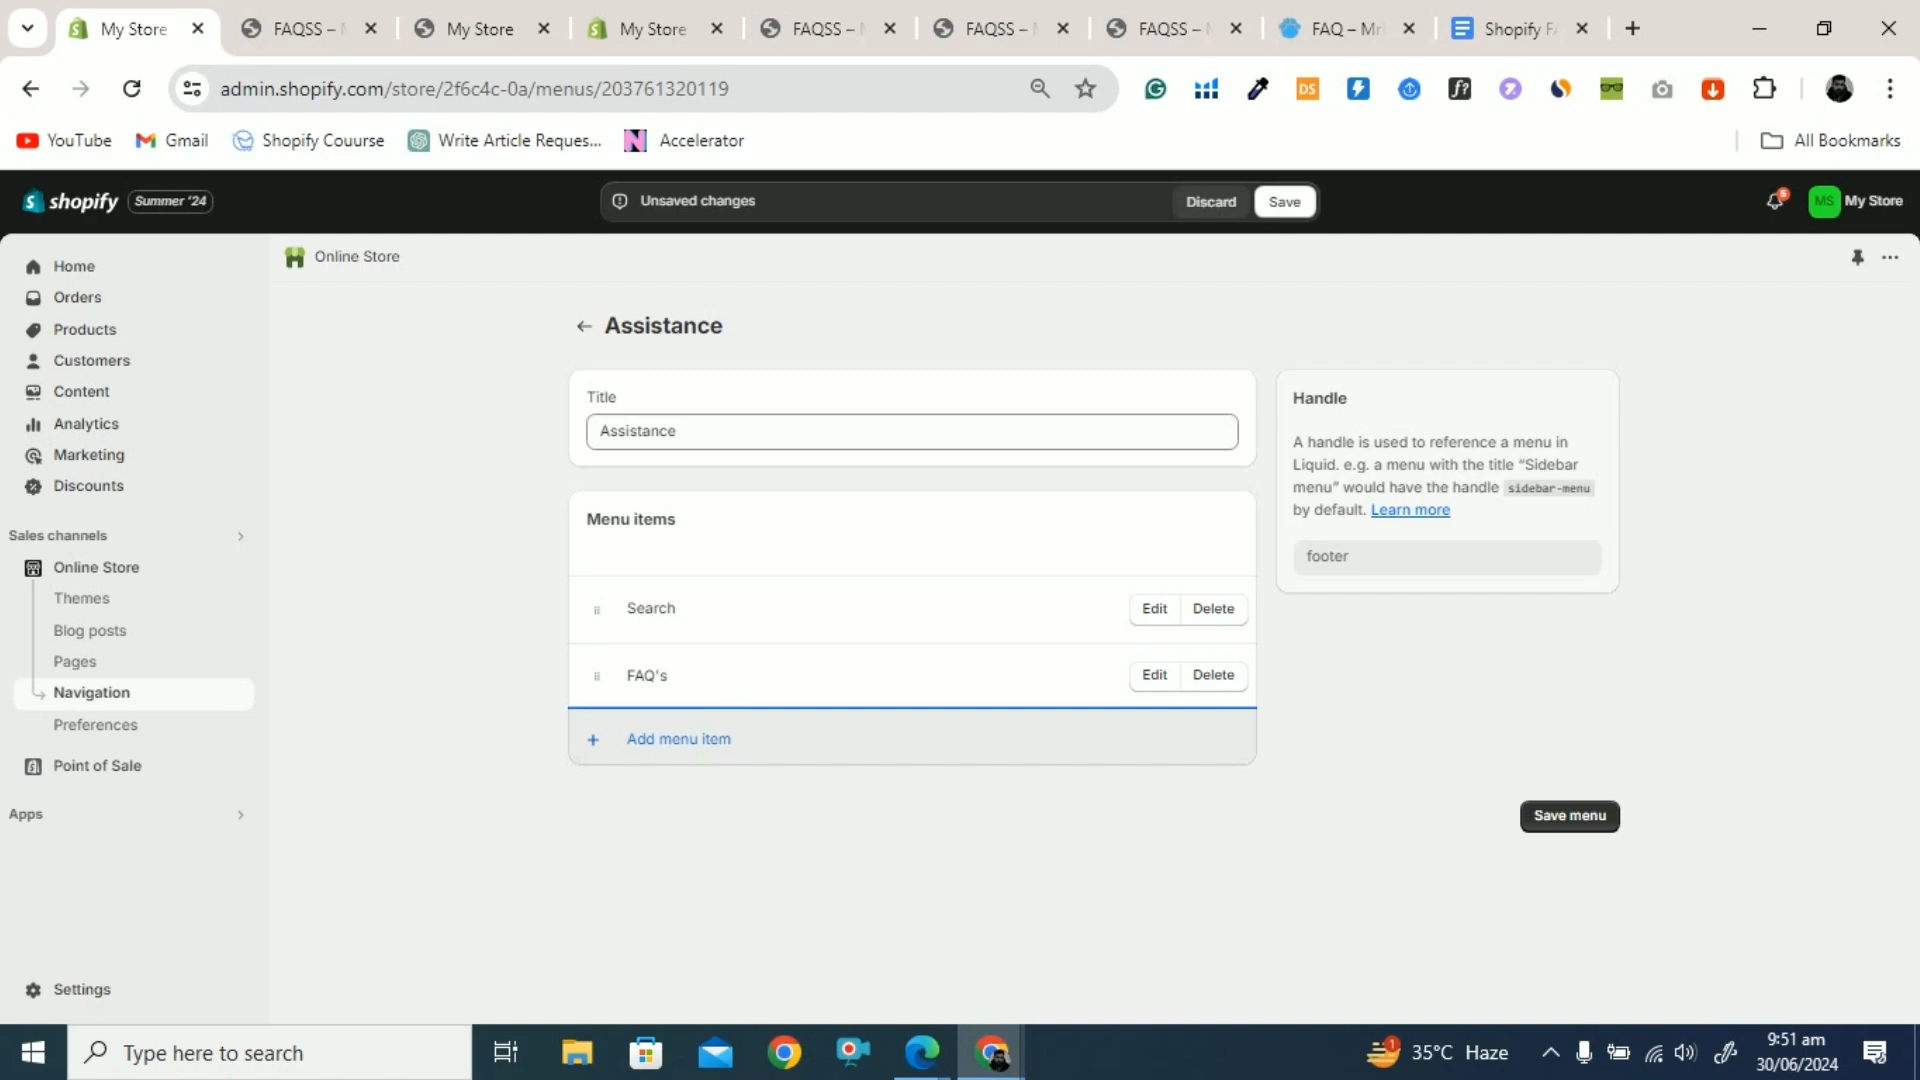 My Store
FAQSS –
My Store
My Store
FAQSS –
FAQSS –
FAQSS –
FAQ – Mr
Shopify FA
admin.shopify.com/store/2f6c4c-0a/menus/203761320119
YouTube
Gmail
Shopify Couurse
Write Article Reques...
Accelerator
All Bookmarks
shopify
Summer '24
Unsaved changes
Discard
Save
5
MS
My Store
Home
Orders
Products
Customers
Content
Analytics
Marketing
Discounts
Sales channels
Online Store
Themes
Blog posts
Pages
Navigation
Preferences
Point of Sale
Apps
Settings
Online Store
Assistance
Title
Assistance
Menu items
Search
Edit
Delete
FAQ's
Edit
Delete
Add menu item
Handle
A handle is used to reference a menu in
Liquid. e.g. a menu with the title “Sidebar
menu” would have the handle sidebar-menu
by default. Learn more
footer
Save menu
Type here to search
1
35°C Haze
9:51 am
30/06/2024